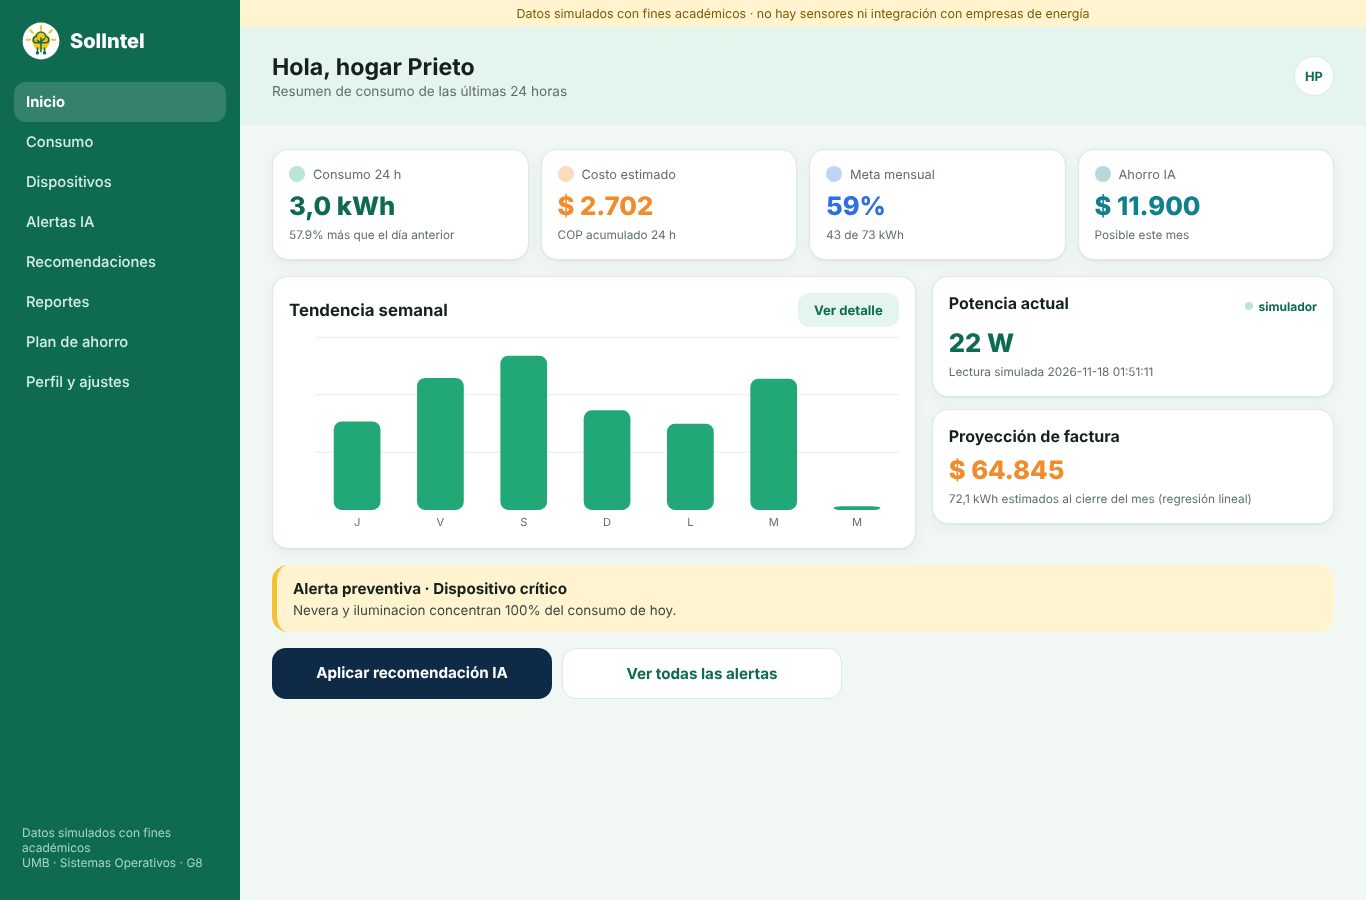 SolIntel
Inicio
Consumo
Dispositivos
Alertas IA
Recomendaciones
Reportes
Plan de ahorro
Perfil y ajustes
Datos simulados con fines
académicos
UMB · Sistemas Operativos · G8
Datos simulados con fines académicos · no hay sensores ni integración con empresas de energía
Hola, hogar Prieto
Resumen de consumo de las últimas 24 horas
HP
Consumo 24 h
3,0 kWh
57.9% más que el día anterior
Costo estimado
$ 2.702
COP acumulado 24 h
Meta mensual
59%
43 de 73 kWh
Ahorro IA
$ 11.900
Posible este mes
Tendencia semanal
Ver detalle
J V S D L M M
Potencia actual
simulador
22 W
Lectura simulada 2026-11-18 01:51:11
Proyección de factura
$ 64.845
72,1 kWh estimados al cierre del mes (regresión lineal)
Alerta preventiva · Dispositivo crítico
Nevera y iluminacion concentran 100% del consumo de hoy.
Aplicar recomendación IA
Ver todas las alertas